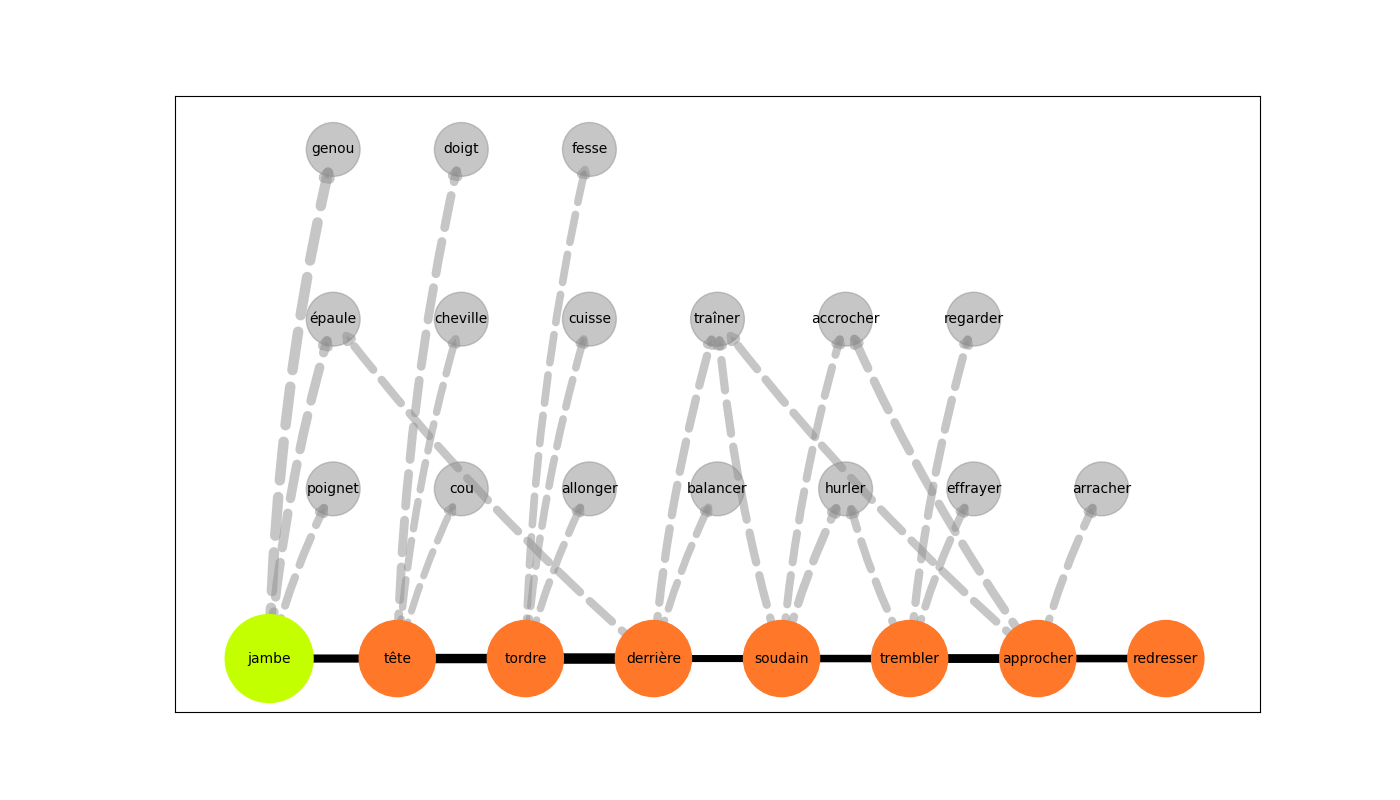 genou doigt fesse
épaule cheville cuisse traîner accrocher regarder
poignet cou allonger balancer hurler effrayer arracher
jambe tête tordre derrière soudain trembler approcher redresser